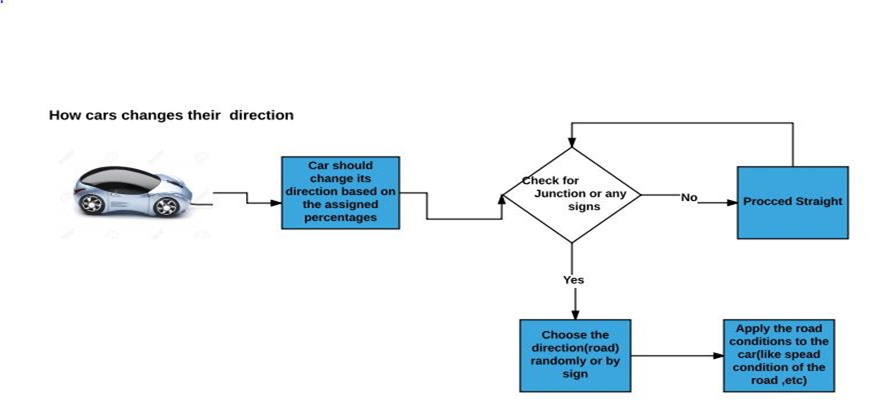 How cars changes their direction
Car should
change its
direction based on
the assigned
percentages
Check for
Junction or any
signs
No
Procced Straight
Yes
Choose the
direction(road)
randomly or by
sign
Apply the road
conditions to the
car(like spead
condition of the
road ,etc)